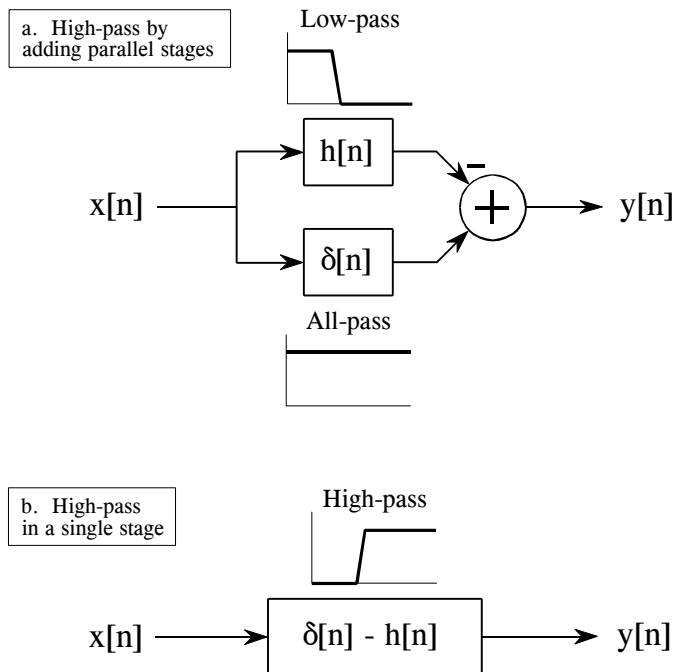 a. High-pass by
adding parallel stages
Low-pass
h[n]
x[n]
−
+
y[n]
δ[n]
All-pass
b. High-pass
in a single stage
High-pass
x[n]
δ[n] - h[n]
y[n]